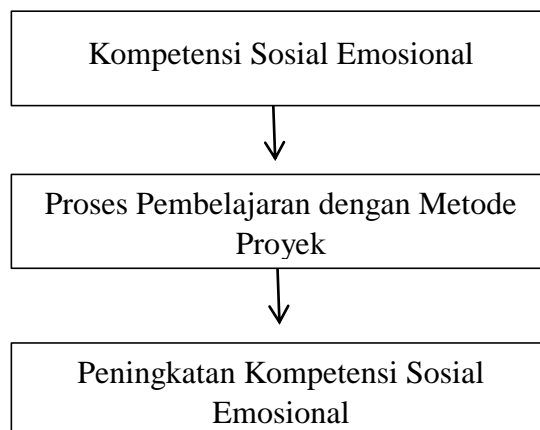 Kompetensi Sosial Emosional
Proses Pembelajaran dengan Metode
Proyek
Peningkatan Kompetensi Sosial
Emosional